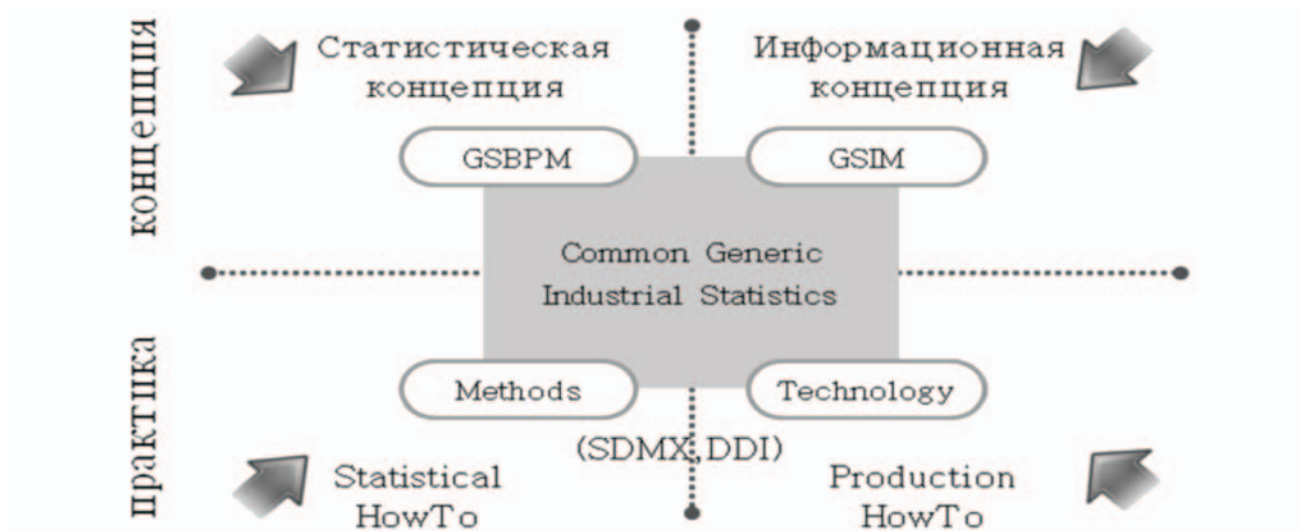 концепция
Статистическая
концепция
Информационная
концепция
GSBPM
GSIM
Common Generic
Industrial Statistics
практика
Methods
Technology
(SDMX,DDI)
Statistical
HowTo
Production
HowTo